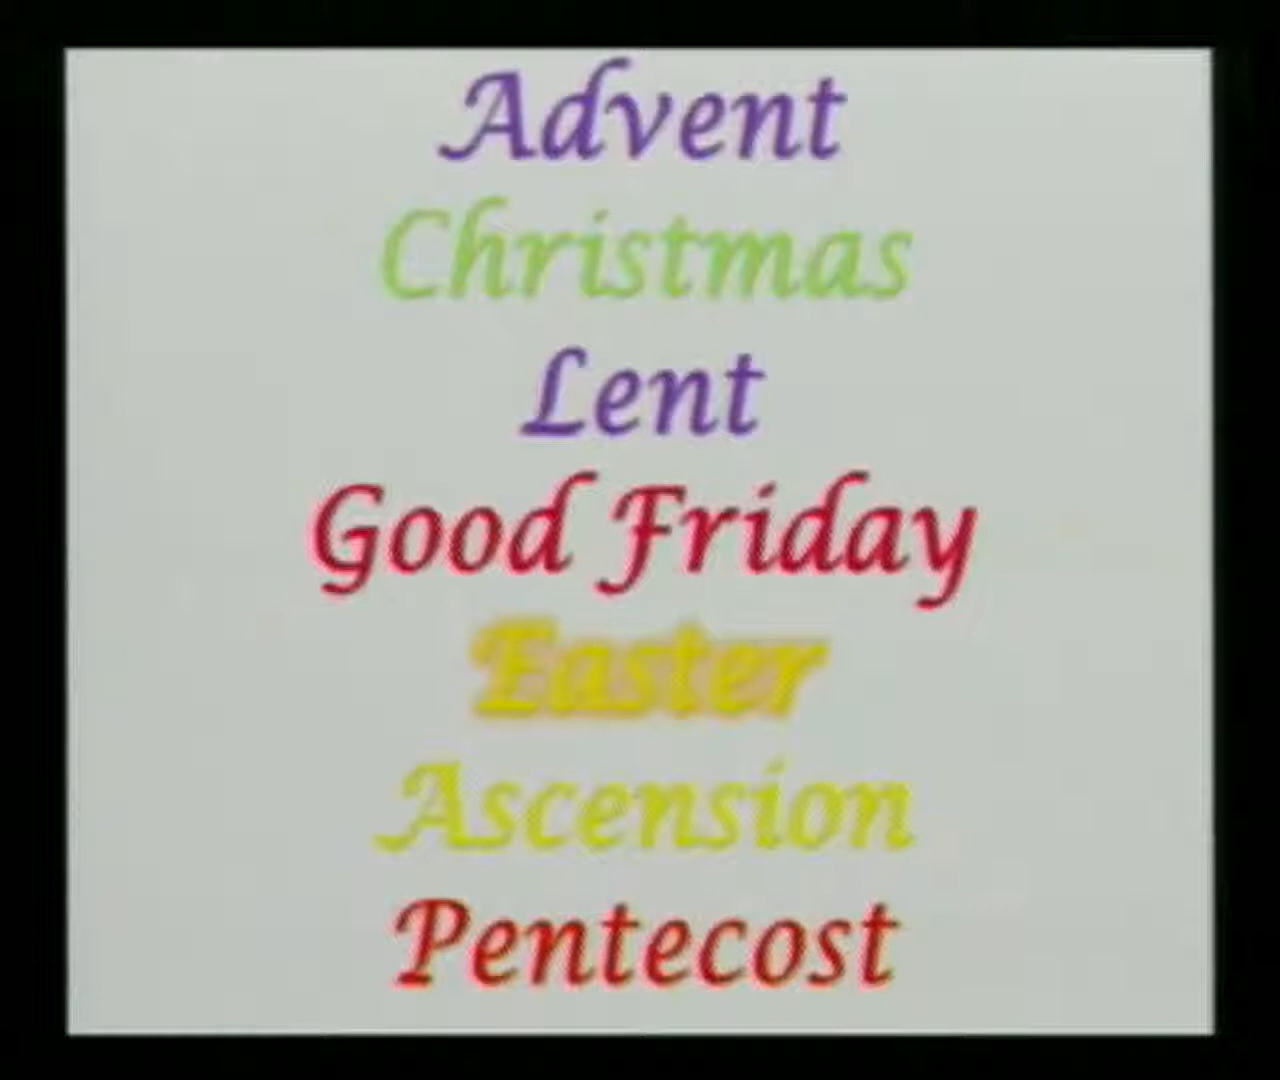 Advent
Christmas
Lent
Good Friday
Easter
Ascension
Pentecost